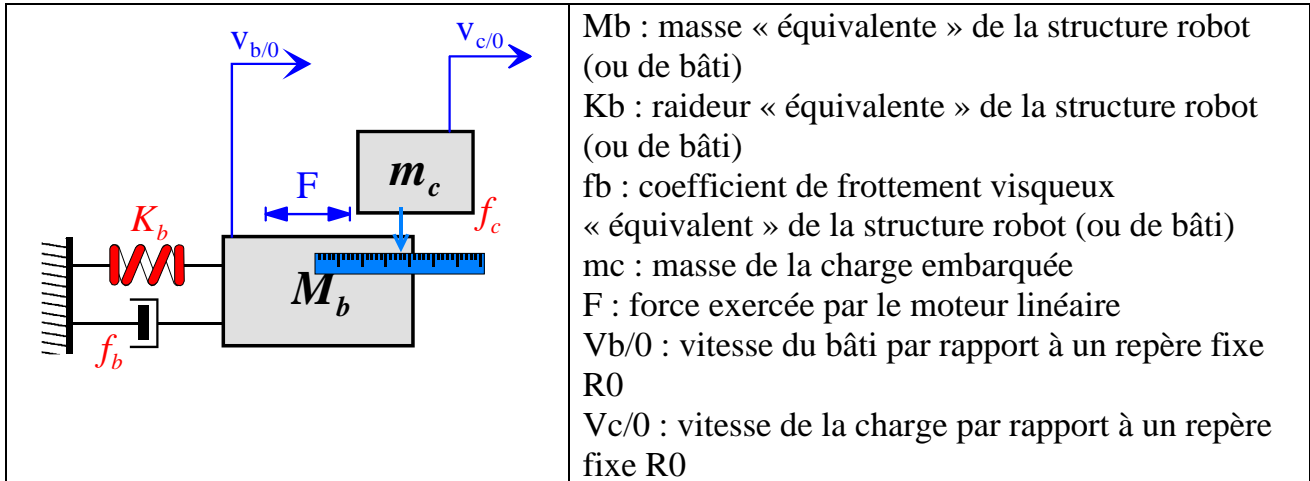 v_b/0
v_c/0
m_c
F
f_c
K_b
M_b
f_b
Mb : masse « équivalente » de la structure robot
(ou de bâti)
Kb : raideur « équivalente » de la structure robot
(ou de bâti)
fb : coefficient de frottement visqueux
« équivalent » de la structure robot (ou de bâti)
mc : masse de la charge embarquée
F : force exercée par le moteur linéaire
Vb/0 : vitesse du bâti par rapport à un repère fixe
R0
Vc/0 : vitesse de la charge par rapport à un repère
fixe R0